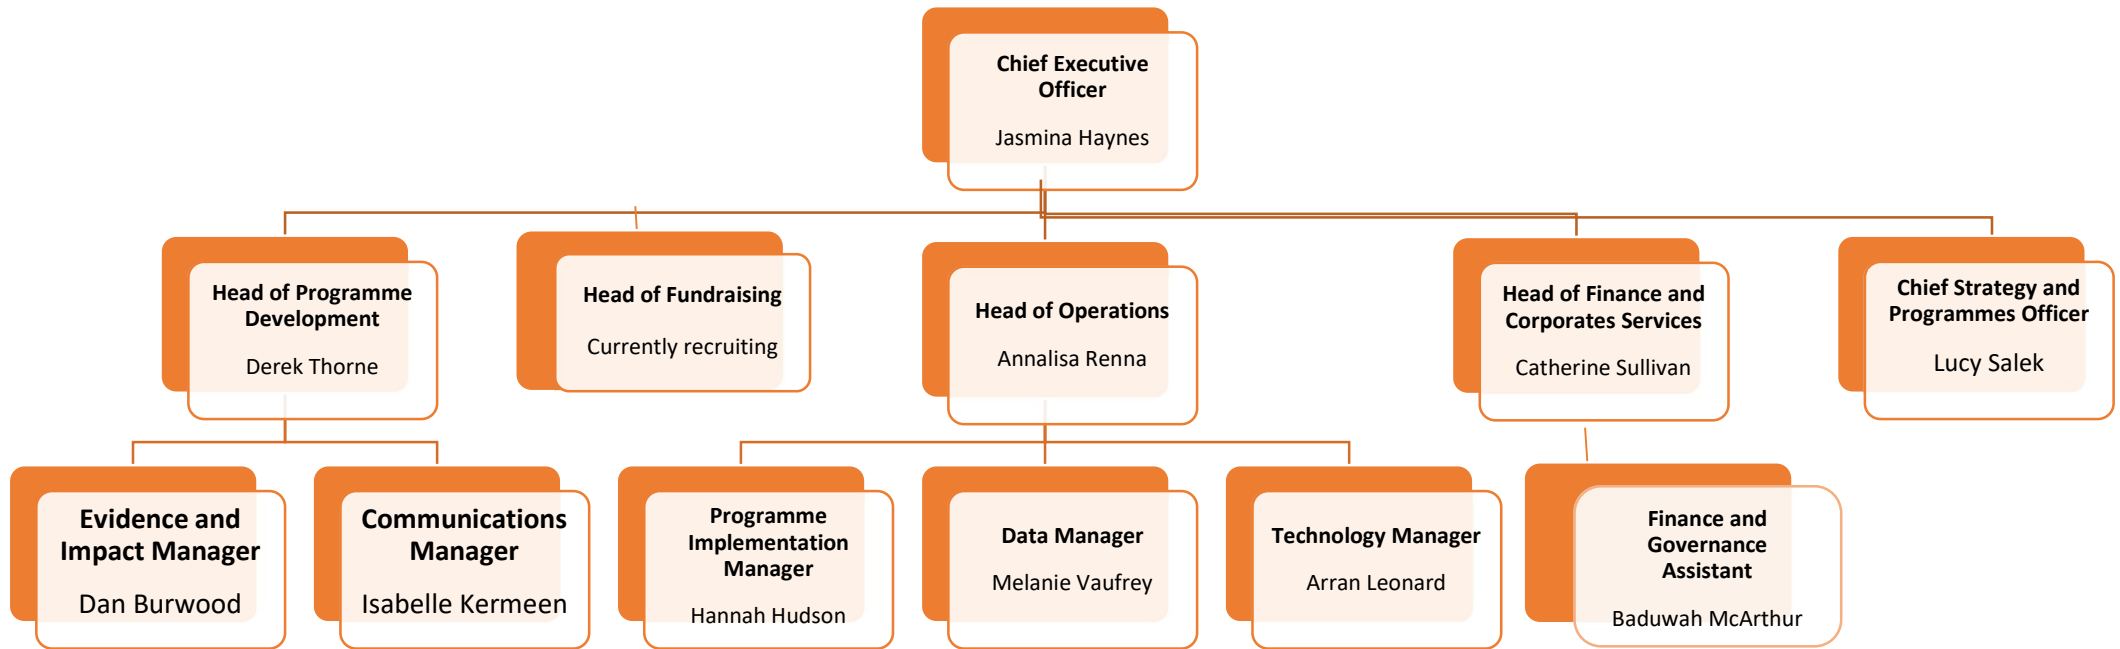 Chief Executive
Officer
Jasmina Haynes
Head of Programme
Development
Derek Thorne
Head of Fundraising
Currently recruiting
Head of Operations
Annalisa Renna
Head of Finance and
Corporates Services
Catherine Sullivan
Chief Strategy and
Programmes Officer
Lucy Salek
Evidence and
Impact Manager
Dan Burwood
Communications
Manager
Isabelle Kermeen
Programme
Implementation
Manager
Hannah Hudson
Data Manager
Melanie Vaufrey
Technology Manager
Arran Leonard
Finance and
Governance
Assistant
Baduwah McArthur